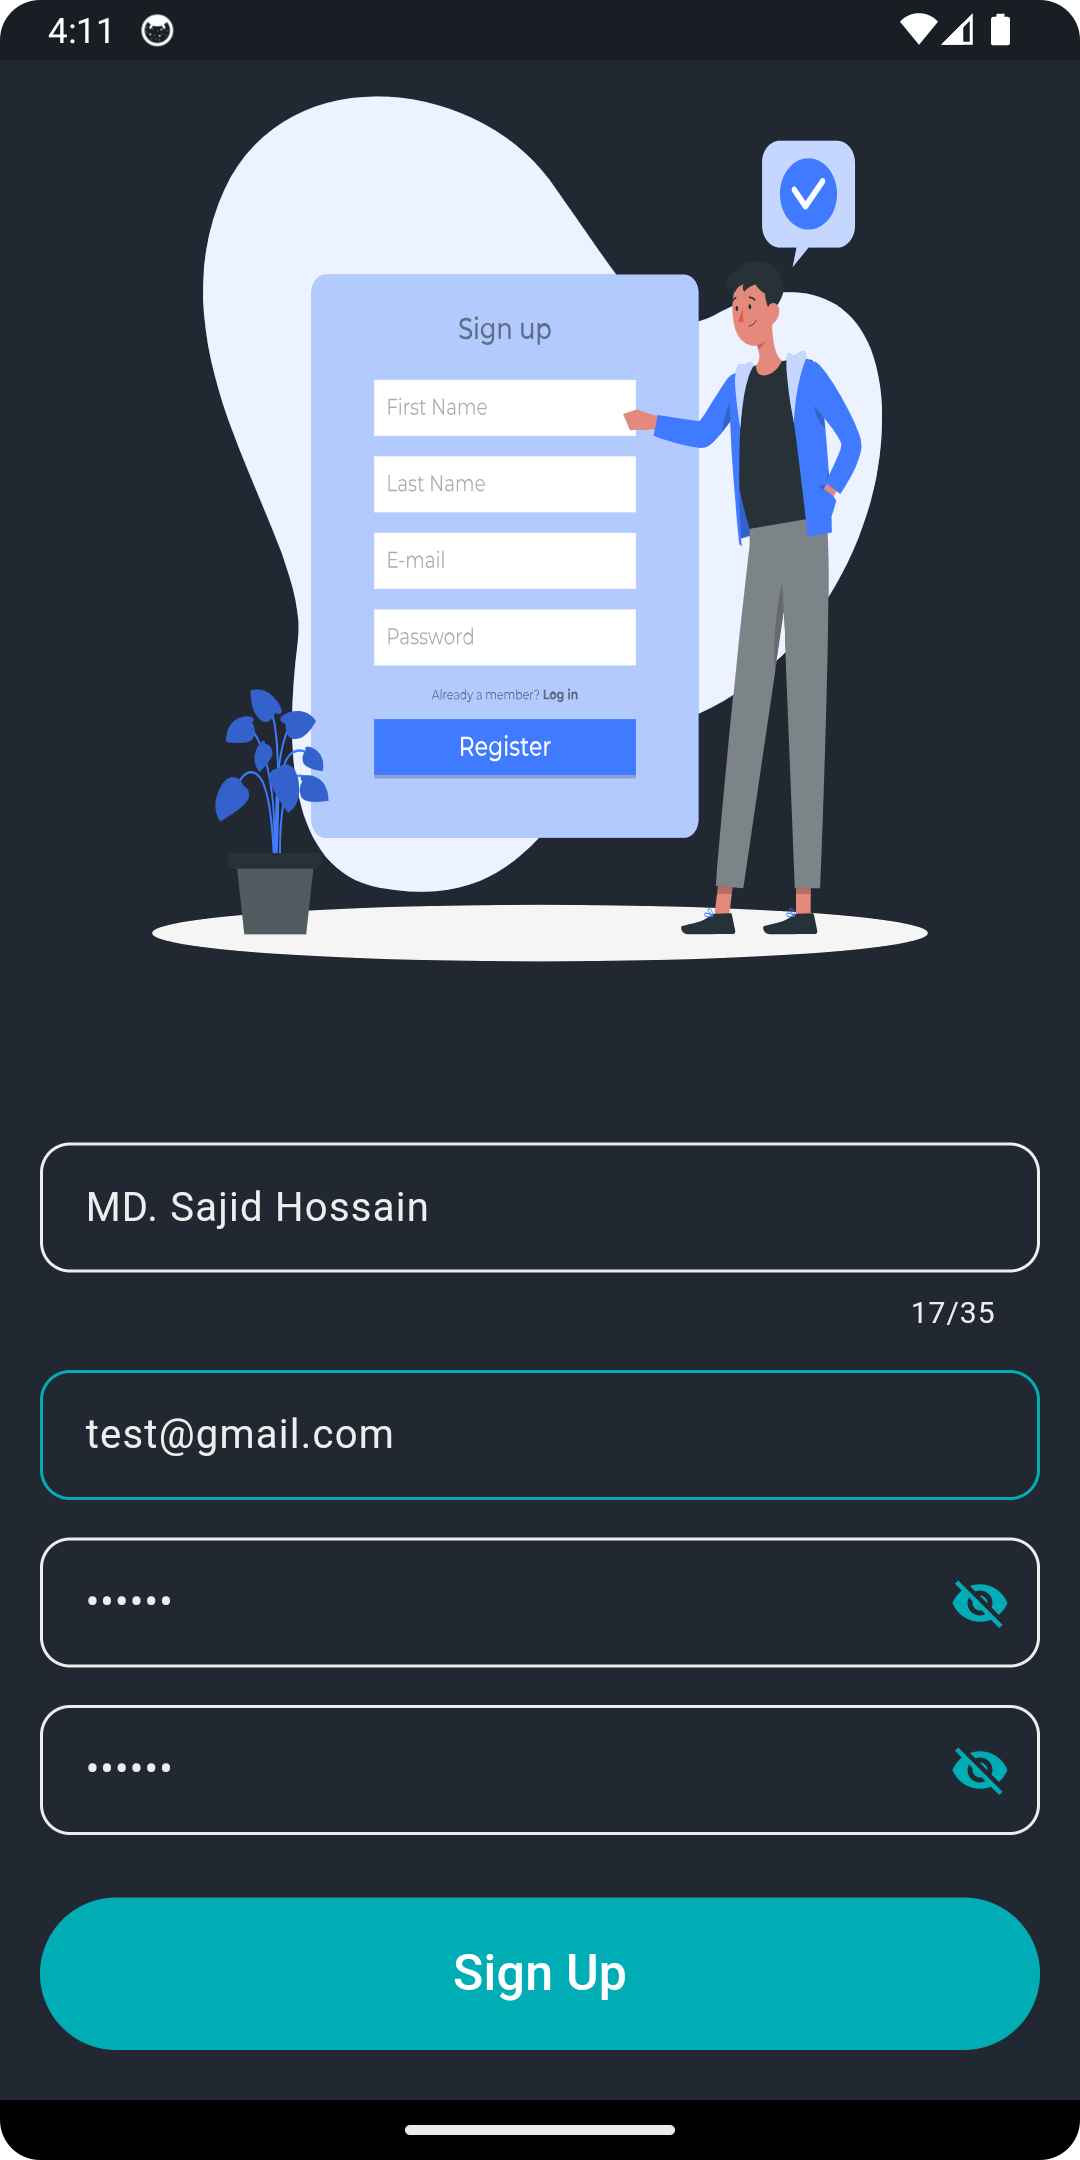 4:11
Sign up
First Name
Last Name
E-mail
Password
Already a member? Log in
Register
MD. Sajid Hossain
17/35
test@gmail.com
••••••
••••••
Sign Up